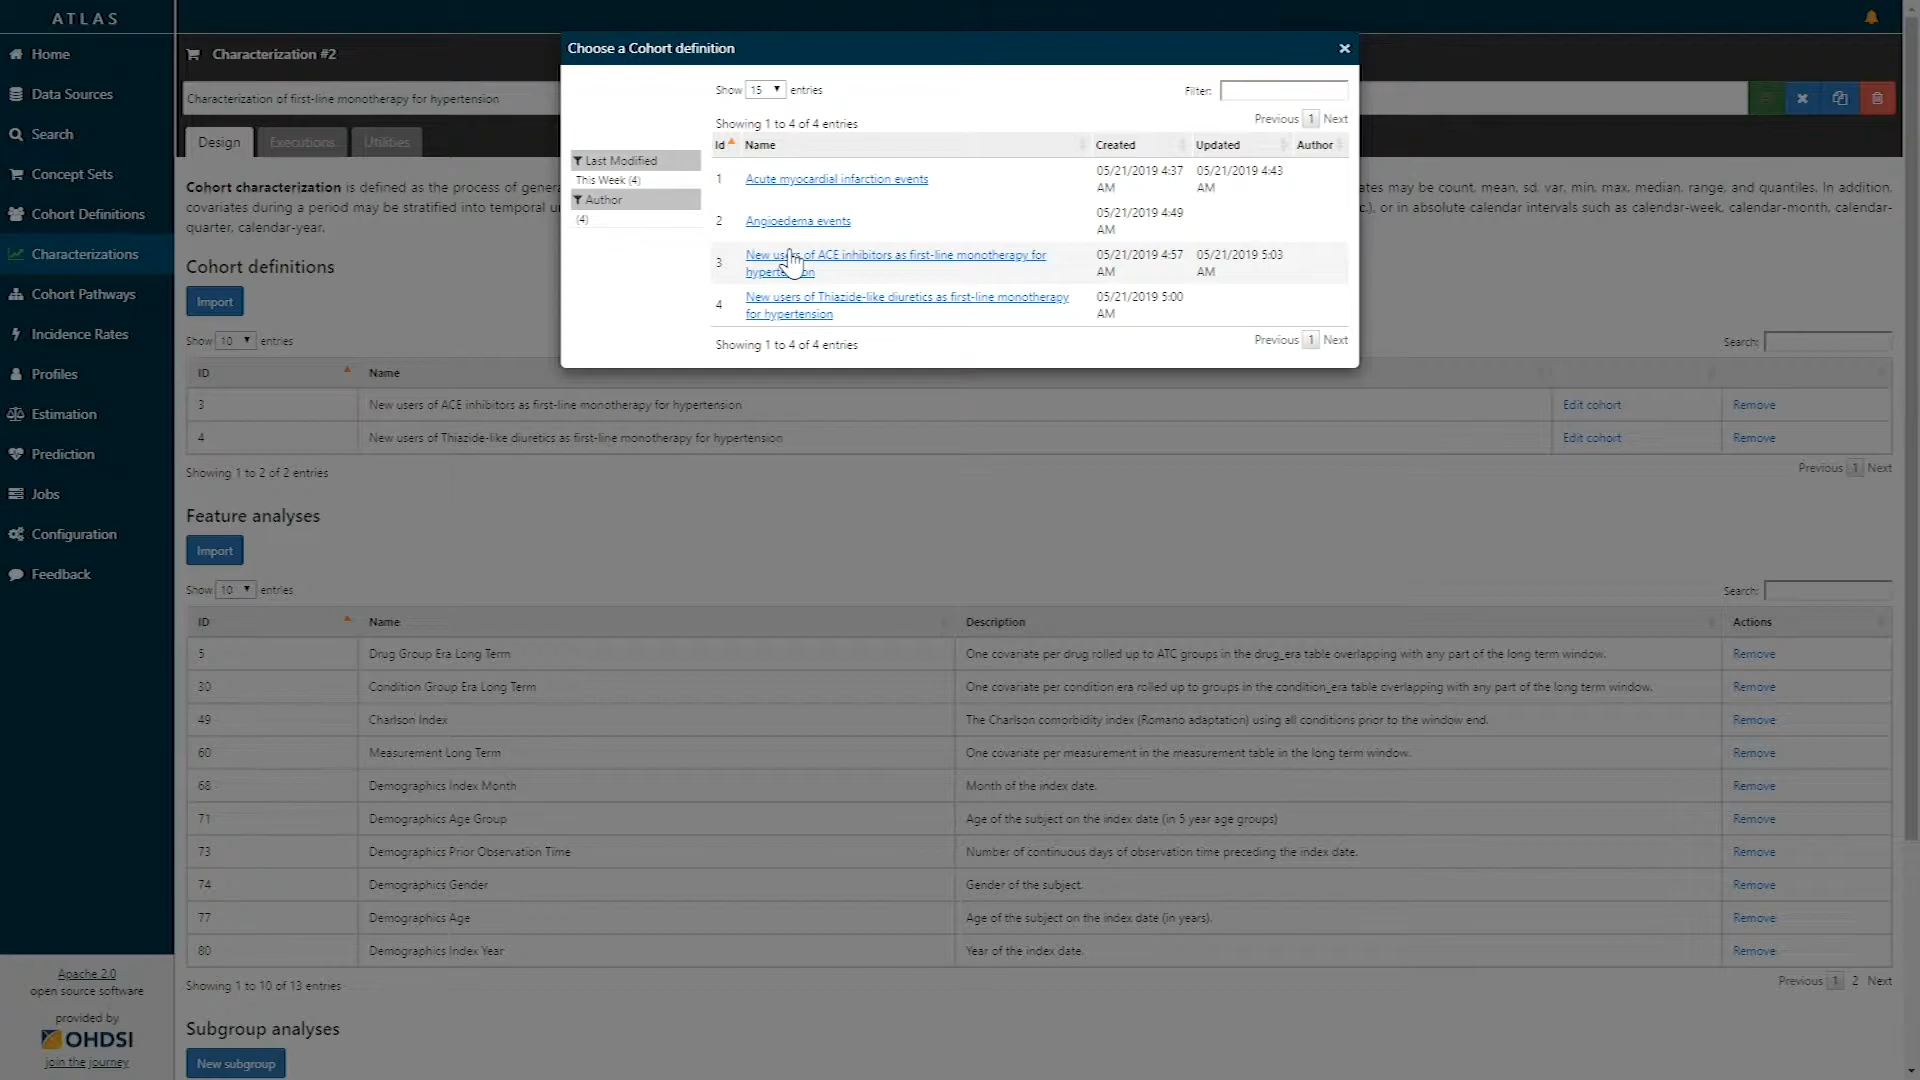 ATLAS
Home
Data Sources
Search
Concept Sets
Cohort Definitions
Characterizations
Cohort Pathways
Incidence Rates
Profiles
Estimation
Prediction
Jobs
Configuration
Feedback
Apache 2.0
open source software
provided by
OHDSI
join the journey
Characterization #2
Characterization of first-line monotherapy for hypertension
Design Executions Utilities
Cohort characterization is defined as the process of genera
ates may be count, mean, sd, var, min, max, median, range, and quantiles. In addition,
covariates during a period may be stratified into temporal u
c.), or in absolute calendar intervals such as calendar-week, calendar-month, calendar-
quarter, calendar-year.
Choose a Cohort definition
Show 15 entries
Filter:
Showing 1 to 4 of 4 entries
Previous 1 Next
Last Modified
This Week (4)
Author
(4)
Id Name Created Updated Author
1 Acute myocardial infarction events 05/21/2019 4:37 05/21/2019 4:43
AM AM
2 Angioedema events 05/21/2019 4:49
AM
3 New users of ACE inhibitors as first-line monotherapy for 05/21/2019 4:57 05/21/2019 5:03
hypertension AM AM
4 New users of Thiazide-like diuretics as first-line monotherapy 05/21/2019 5:00
for hypertension AM
Showing 1 to 4 of 4 entries
Previous 1 Next
Cohort definitions
Import
Show 10 entries
Search:
ID Name
3 New users of ACE inhibitors as first-line monotherapy for hypertension Edit cohort Remove
4 New users of Thiazide-like diuretics as first-line monotherapy for hypertension Edit cohort Remove
Showing 1 to 2 of 2 entries
Previous 1 Next
Feature analyses
Import
Show 10 entries
Search:
ID Name Description Actions
5 Drug Group Era Long Term One covariate per drug rolled up to ATC groups in the drug_era table overlapping with any part of the long term window. Remove
30 Condition Group Era Long Term One covariate per condition era rolled up to groups in the condition_era table overlapping with any part of the long term window. Remove
49 Charlson Index The Charlson comorbidity index (Romano adaptation) using all conditions prior to the window end. Remove
60 Measurement Long Term One covariate per measurement in the measurement table in the long term window. Remove
68 Demographics Index Month Month of the index date. Remove
71 Demographics Age Group Age of the subject on the index date (in 5 year age groups) Remove
73 Demographics Prior Observation Time Number of continuous days of observation time preceding the index date. Remove
74 Demographics Gender Gender of the subject. Remove
77 Demographics Age Age of the subject on the index date (in years). Remove
80 Demographics Index Year Year of the index date. Remove
Showing 1 to 10 of 13 entries
Previous 1 2 Next
Subgroup analyses
New subgroup